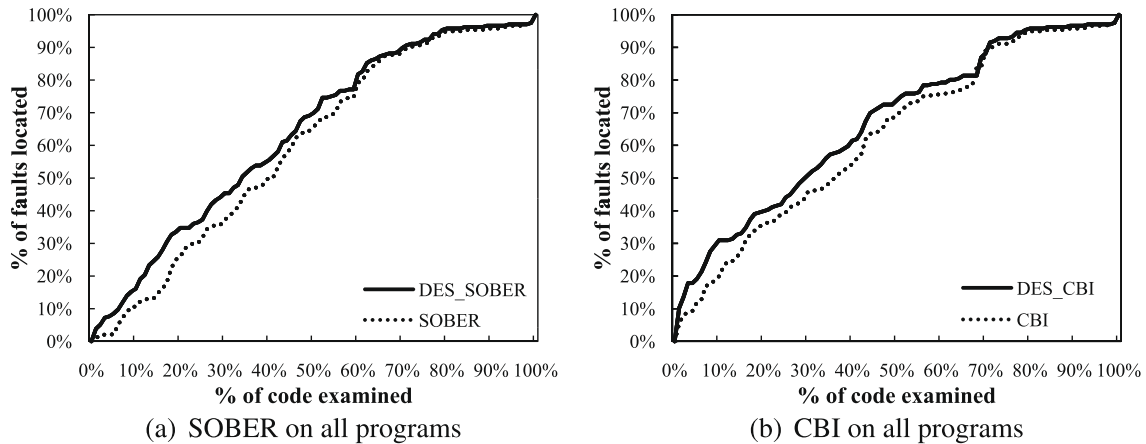 100%
90%
80%
70%
60%
50%
40%
30%
20%
10%
0%
% of faults located
DES_SOBER
SOBER
0% 10% 20% 30% 40% 50% 60% 70% 80% 90% 100%
% of code examined
(a) SOBER on all programs
100%
90%
80%
70%
60%
50%
40%
30%
20%
10%
0%
% of faults located
DES_CBI
CBI
0% 10% 20% 30% 40% 50% 60% 70% 80% 90% 100%
% of code examined
(b) CBI on all programs